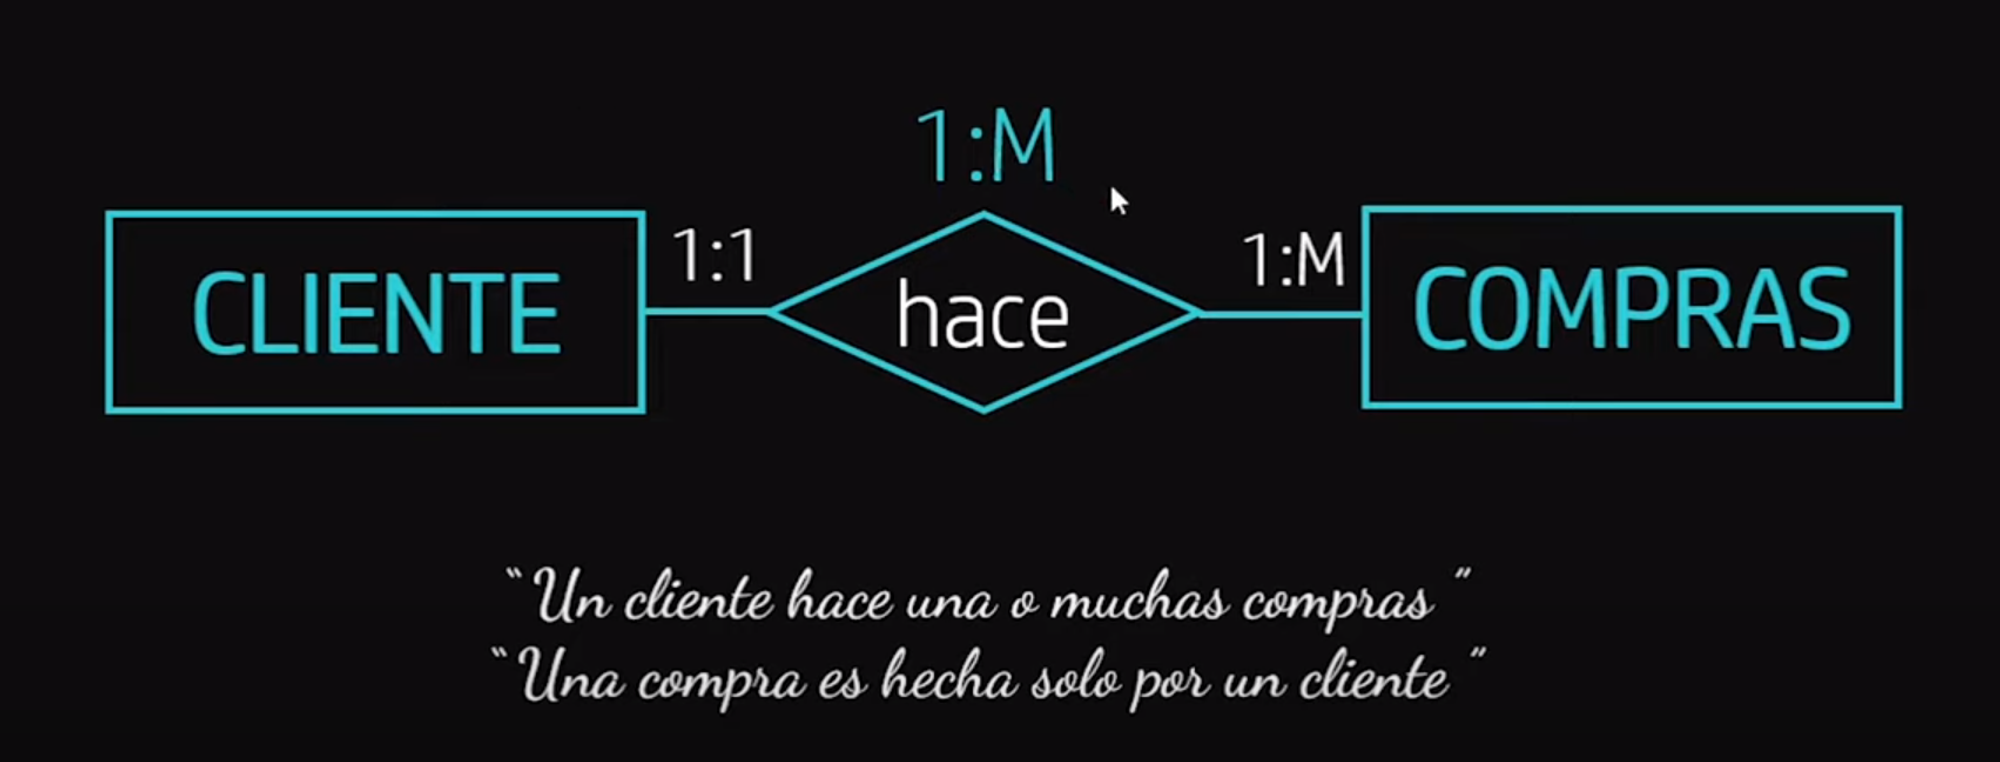 1:M
CLIENTE 1:1 hace 1:M COMPRAS
“Un cliente hace una o muchas compras”
“Una compra es hecha solo por un cliente”